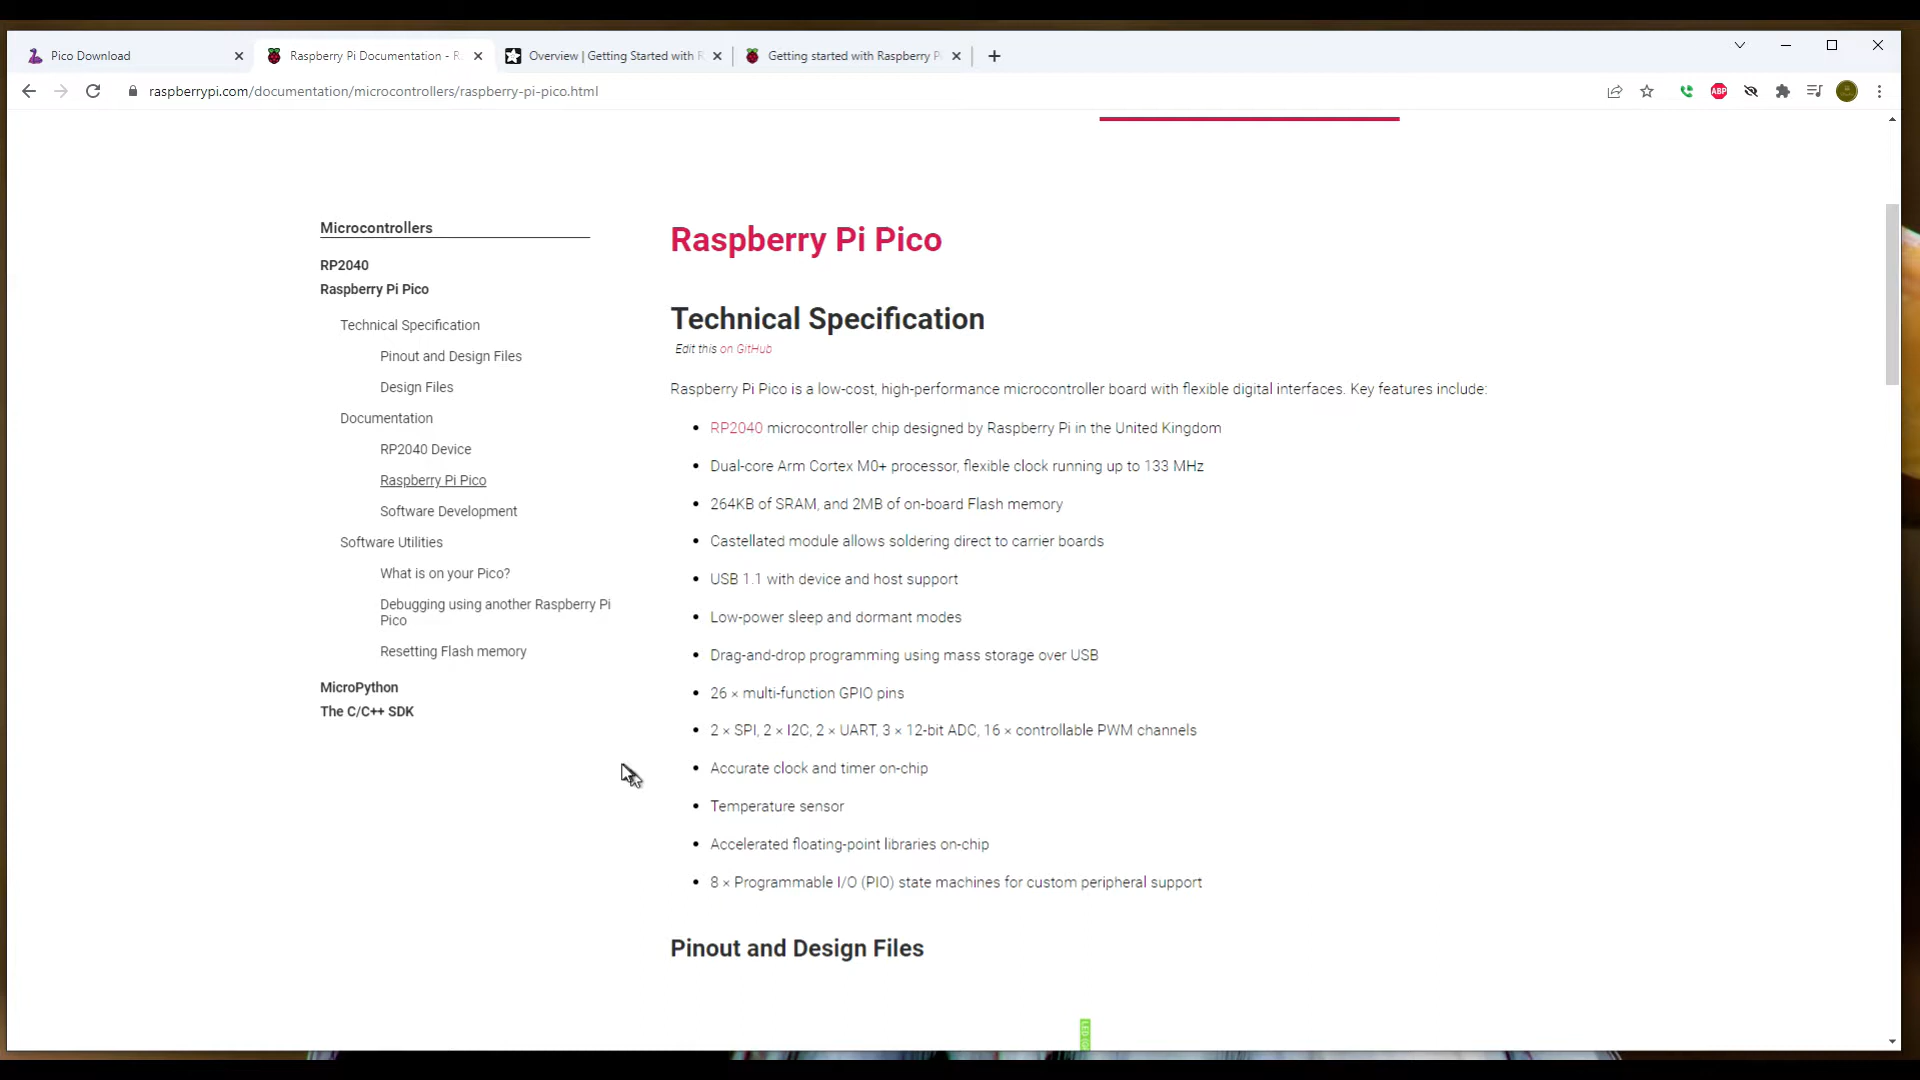 Pico Download
Raspberry Pi Documentation - R
Overview | Getting Started with R
Getting started with Raspberry Pi
raspberrypi.com/documentation/microcontrollers/raspberry-pi-pico.html
ABP
Microcontrollers
RP2040
Raspberry Pi Pico
Technical Specification
Pinout and Design Files
Design Files
Documentation
RP2040 Device
Raspberry Pi Pico
Software Development
Software Utilities
What is on your Pico?
Debugging using another Raspberry Pi
Pico
Resetting Flash memory
MicroPython
The C/C++ SDK
Raspberry Pi Pico
Technical Specification
Edit this on GitHub
Raspberry Pi Pico is a low-cost, high-performance microcontroller board with flexible digital interfaces. Key features include:
• RP2040 microcontroller chip designed by Raspberry Pi in the United Kingdom
• Dual-core Arm Cortex M0+ processor, flexible clock running up to 133 MHz
• 264KB of SRAM, and 2MB of on-board Flash memory
• Castellated module allows soldering direct to carrier boards
• USB 1.1 with device and host support
• Low-power sleep and dormant modes
• Drag-and-drop programming using mass storage over USB
• 26 × multi-function GPIO pins
• 2 × SPI, 2 × I2C, 2 × UART, 3 × 12-bit ADC, 16 × controllable PWM channels
• Accurate clock and timer on-chip
• Temperature sensor
• Accelerated floating-point libraries on-chip
• 8 × Programmable I/O (PIO) state machines for custom peripheral support
Pinout and Design Files